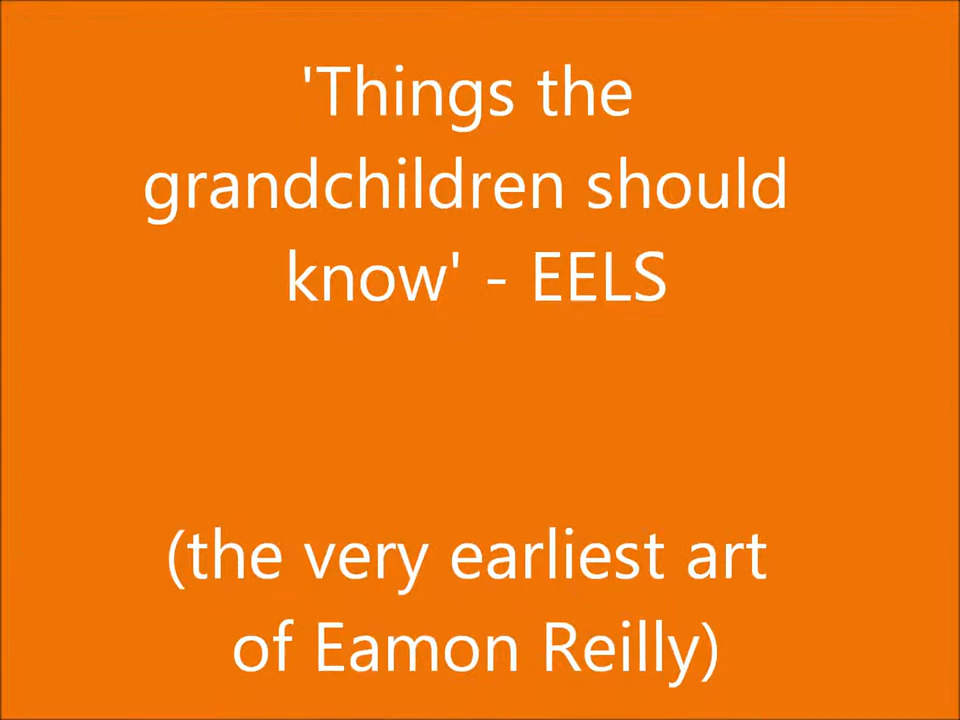 'Things the
grandchildren should
know' - EELS
(the very earliest art
of Eamon Reilly)